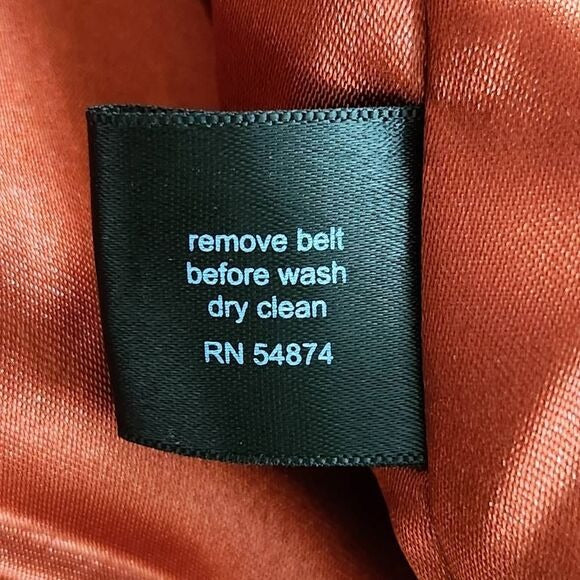 remove belt
before wash
dry clean
RN 54874